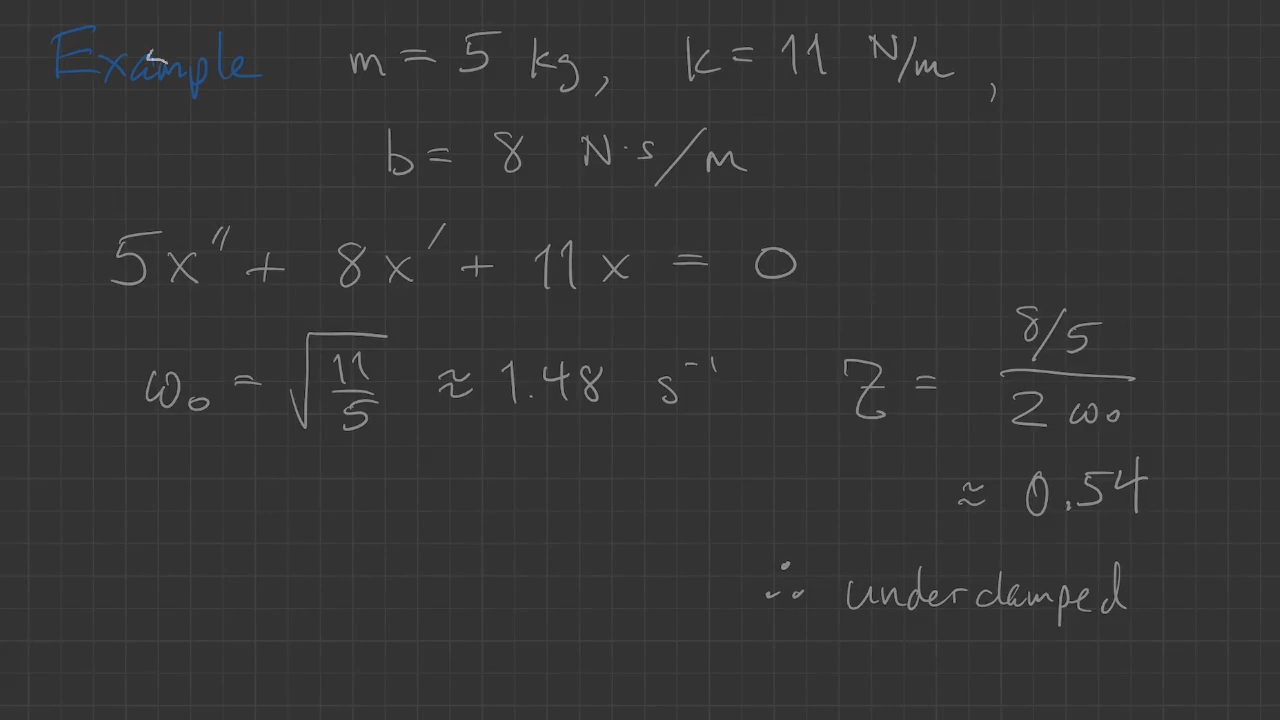 Example m = 5 kg, k = 11 N/m,
b = 8 N·s/m
5x″ + 8x′ + 11x = 0
ω₀ = √(11/5) ≈ 1.48 s⁻¹ ζ = (8/5)/(2ω₀)
≈ 0.54
∴ underdamped